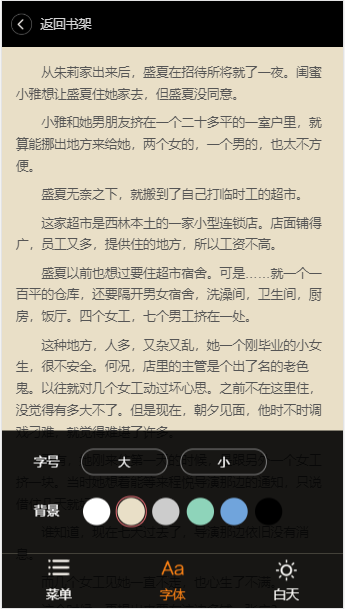 返回书架
从朱莉家出来后，盛夏在招待所将就了一夜。闺蜜
小雅想让盛夏住她家去，但盛夏没同意。
小雅和她男朋友挤在一个二十多平的一室户里，就
算能挪出地方来给她，两个女的，一个男的，也太不方
便。
盛夏无奈之下，就搬到了自己打临时工的超市。
这家超市是西林本土的一家小型连锁店。店面铺得
广，员工又多，提供住的地方，所以工资不高。
盛夏以前也想过要住超市宿舍。可是……就一个一
百平的仓库，还要隔开男女宿舍，洗澡间，卫生间，厨
房，饭厅。四个女工，七个男工挤在一处。
这种地方，人多，又杂又乱，她一个刚毕业的小女
生，很不安全。何况，店里的主管是个出了名的老色
鬼。以往就对几个女工动过坏心思。之前不在这里住，
没觉得有多大不了。但是现在，朝夕见面，他时不时调
戏刁难，就觉得难堪了许多。
字号 大 小
背景
菜单 字体 白天
Aa